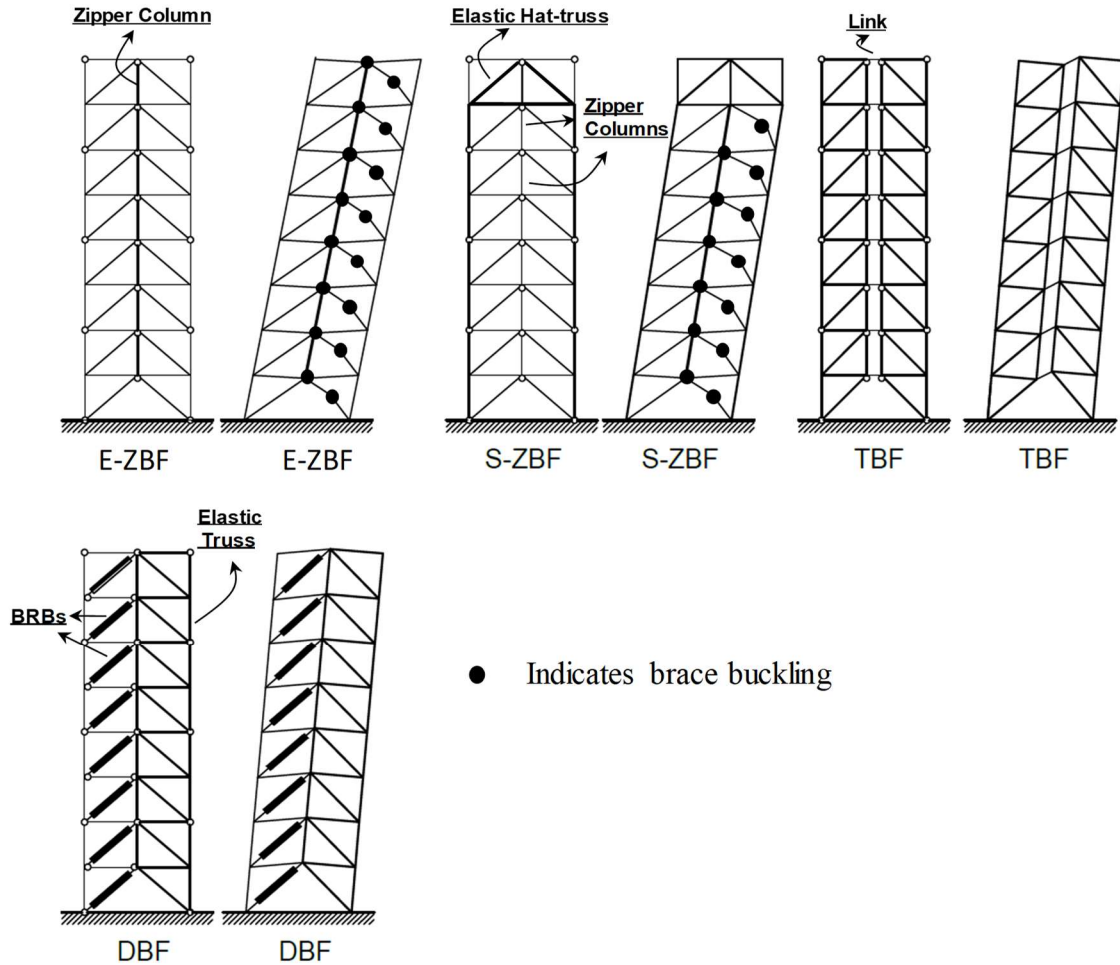 Zipper Column
Elastic Hat-truss
Link
Zipper
Columns
E-ZBF
E-ZBF
S-ZBF
S-ZBF
TBF
TBF
Elastic
Truss
BRBs
Indicates brace buckling
DBF
DBF